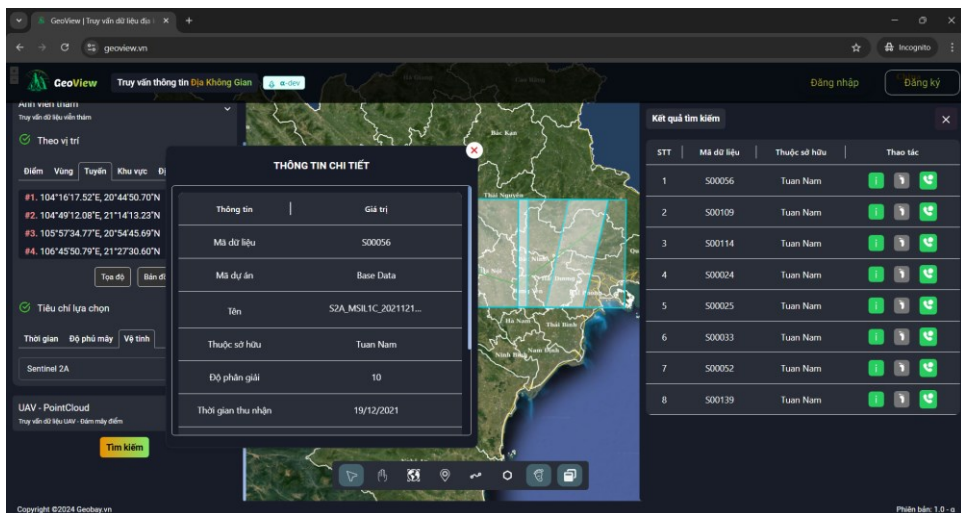 GeoView | Truy vấn dữ liệu địa
geoview.vn
Incognito
GeoView
Truy vấn thông tin Địa Không Gian
α-dev
Đăng nhập
Đăng ký
Ảnh viễn thám
Truy vấn dữ liệu viễn thám
Theo vị trí
Điểm Vùng Tuyến Khu vực
#1. 104°16'17.52"E, 20°44'50.70"N
#2. 104°49'12.08"E, 21°14'13.23"N
#3. 105°57'34.77"E, 20°54'45.69"N
#4. 106°45'50.79"E, 21°27'30.60"N
Tọa độ Bản đồ
Tiêu chí lựa chọn
Thời gian Độ phủ mây Vệ tinh
Sentinel 2A
UAV - PointCloud
Truy vấn dữ liệu UAV - Đám mây điểm
Tìm kiếm
THÔNG TIN CHI TIẾT
Thông tin Giá trị
Mã dữ liệu S00056
Mã dự án Base Data
Tên S2A_MSIL1C_2021121...
Thuộc sở hữu Tuan Nam
Độ phân giải 10
Thời gian thu nhận 19/12/2021
Bắc Kạn
Thái Nguyên
Hà Nam
Thái Bình
Ninh Bình
Nam Định
Kết quả tìm kiếm
STT Mã dữ liệu Thuộc sở hữu Thao tác
1 S00056 Tuan Nam
2 S00109 Tuan Nam
3 S00114 Tuan Nam
4 S00024 Tuan Nam
5 S00025 Tuan Nam
6 S00033 Tuan Nam
7 S00052 Tuan Nam
8 S00139 Tuan Nam
Copyright ©2024 Geobay.vn
Phiên bản: 1.0 - α